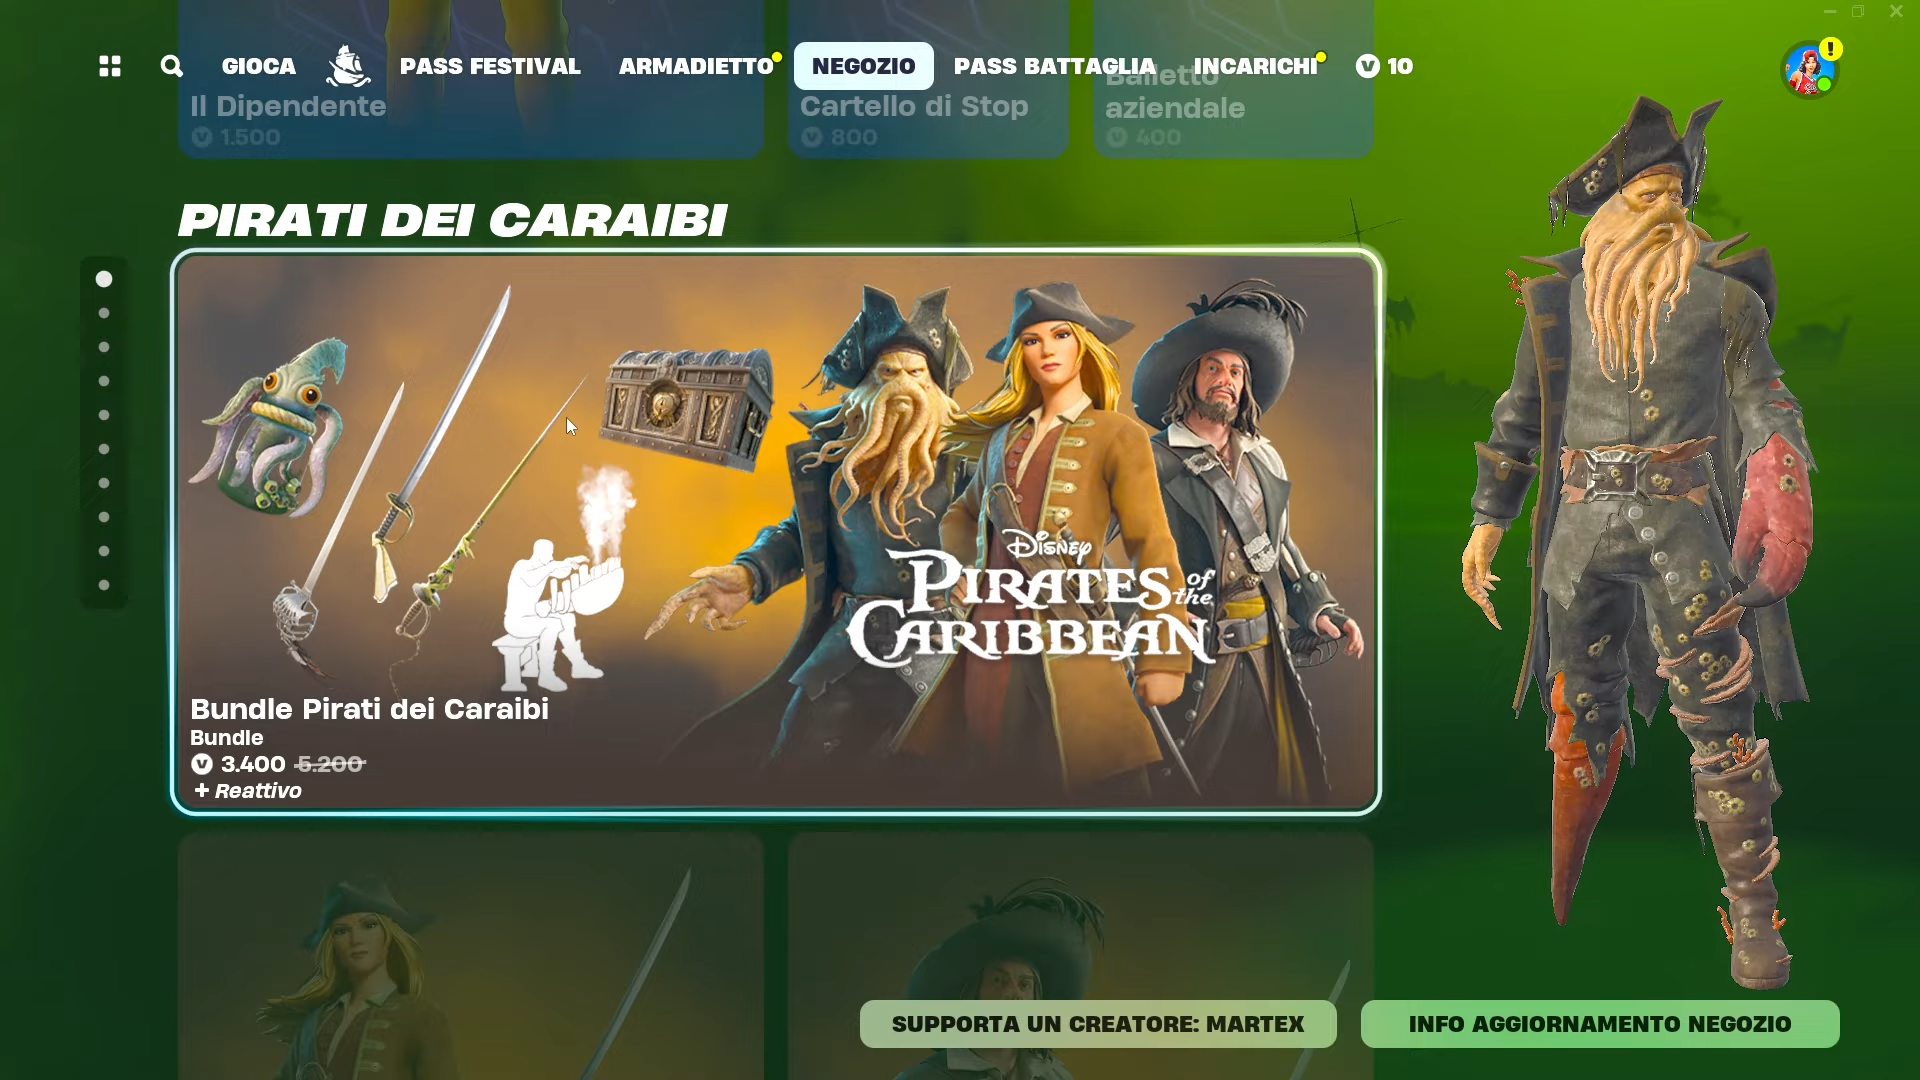 GIOCA
PASS FESTIVAL
ARMADIETTO
NEGOZIO
PASS BATTAGLIA
INCARICHI
10
!
Il Dipendente
1.500
Cartello di Stop
800
Balletto
aziendale
400
PIRATI DEI CARAIBI
Disney
PIRATES of the
CARIBBEAN
Bundle Pirati dei Caraibi
Bundle
3.400 5.200
+ Reattivo
SUPPORTA UN CREATORE: MARTEX
INFO AGGIORNAMENTO NEGOZIO